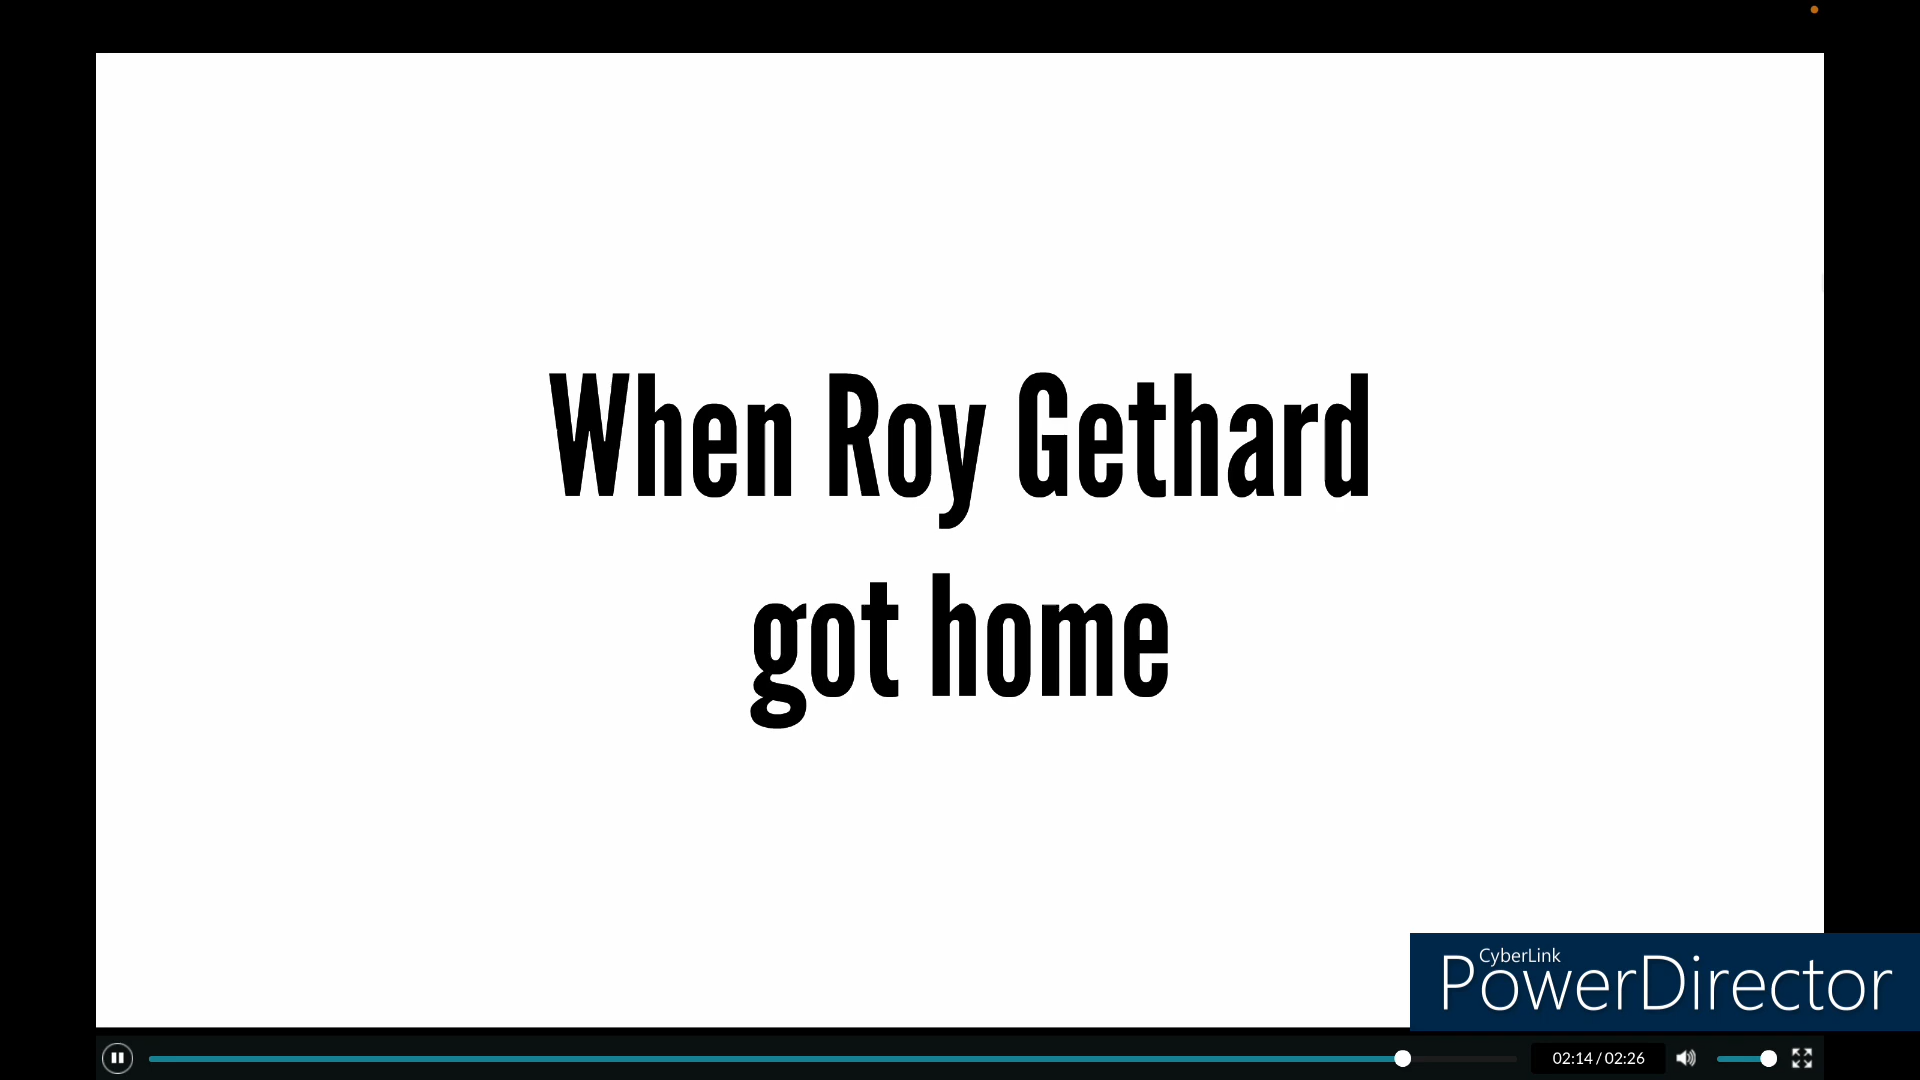 When Roy Gethard
got home
CyberLink
PowerDirector
02:14 / 02:26